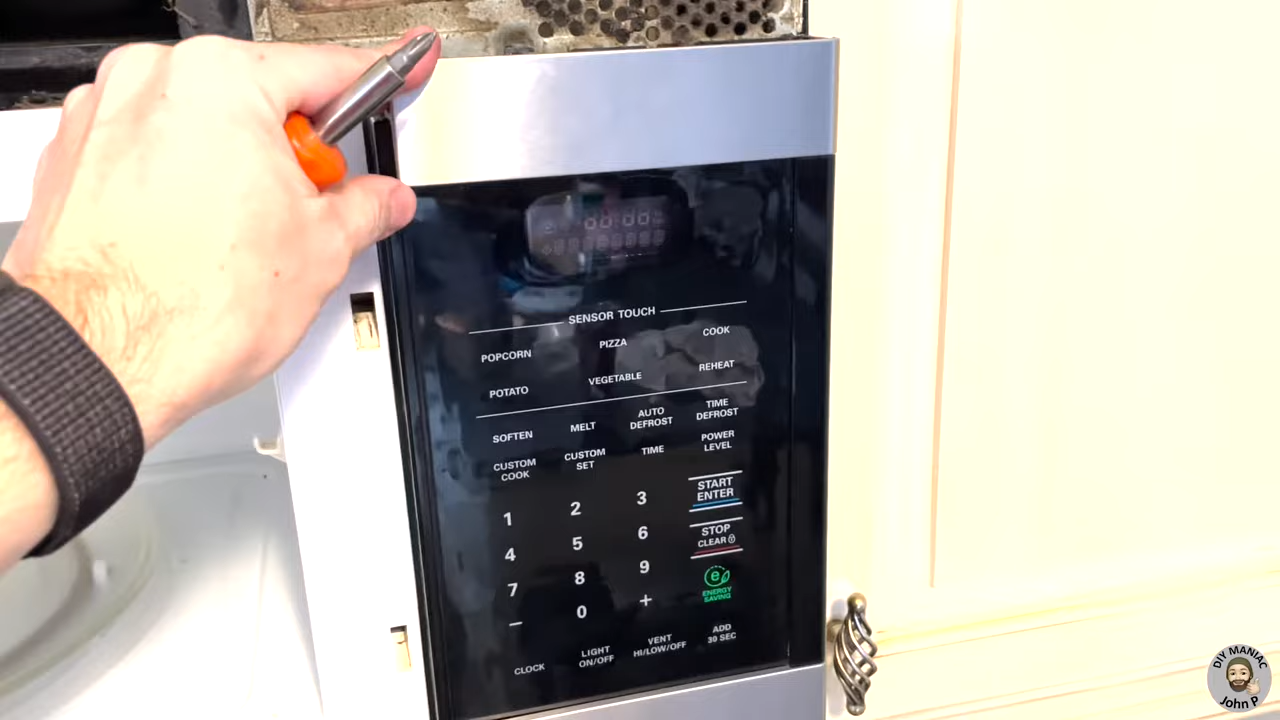 SENSOR TOUCH
POPCORN PIZZA COOK
POTATO VEGETABLE REHEAT
SOFTEN MELT AUTO DEFROST TIME DEFROST
CUSTOM COOK CUSTOM SET TIME POWER LEVEL
1 2 3 START ENTER
4 5 6 STOP CLEAR
7 8 9 e ENERGY SAVING
— 0 +
CLOCK LIGHT ON/OFF VENT HI/LOW/OFF ADD 30 SEC
DIY MANIAC
John P